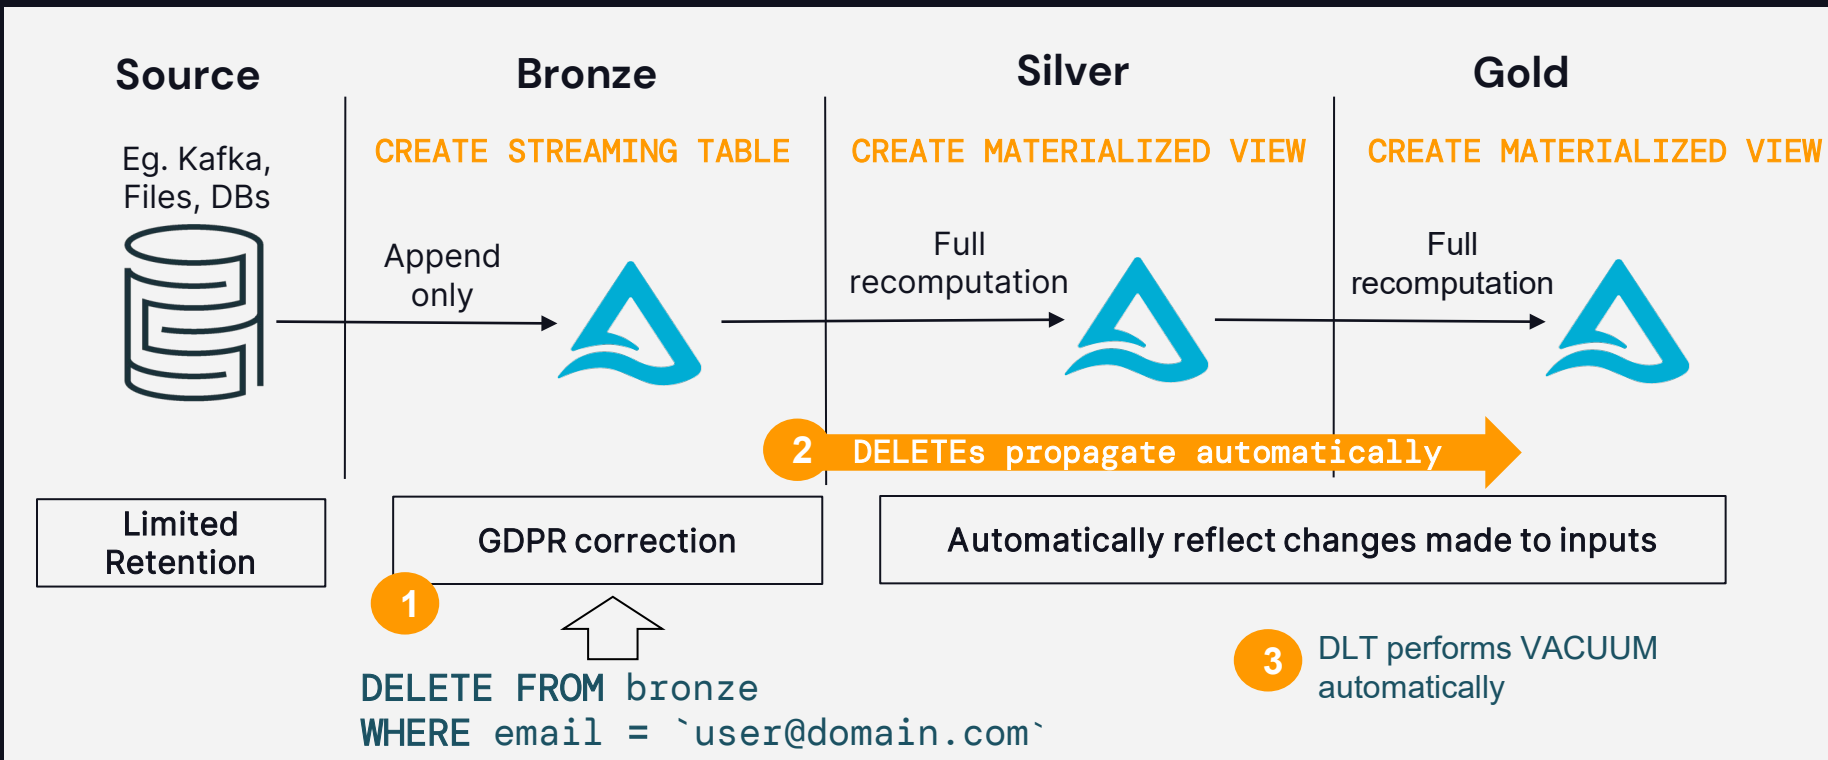 Source
Bronze
Silver
Gold
Eg. Kafka,
Files, DBs
CREATE STREAMING TABLE
CREATE MATERIALIZED VIEW
CREATE MATERIALIZED VIEW
Append
only
Full
recomputation
Full
recomputation
2
DELETEs propagate automatically
Limited
Retention
GDPR correction
Automatically reflect changes made to inputs
1
DELETE FROM bronze
WHERE email = `user@domain.com`
3
DLT performs VACUUM
automatically